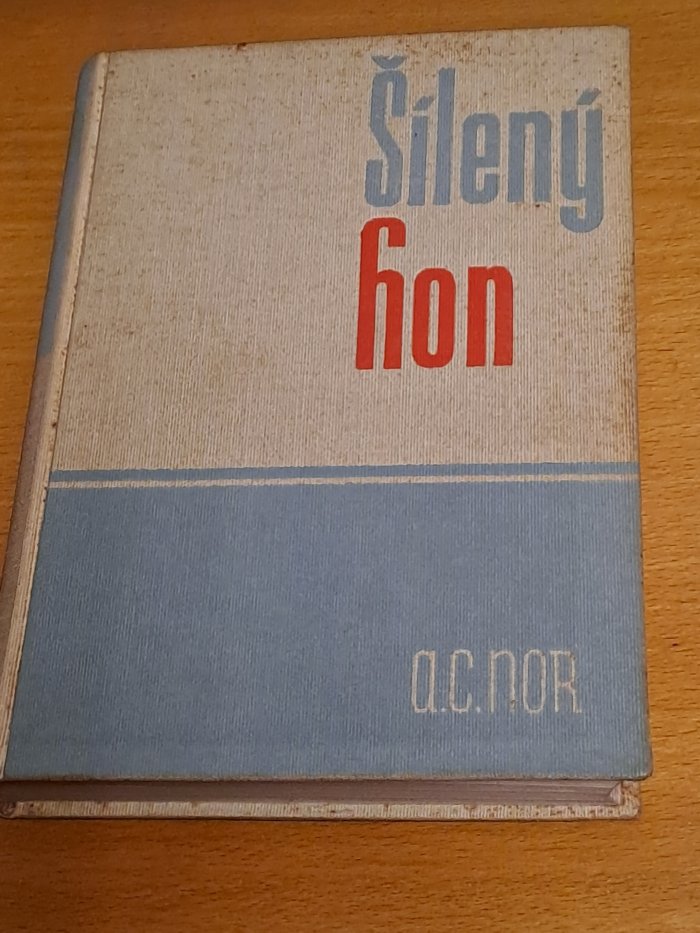 Šílený
hon
a.c. nor